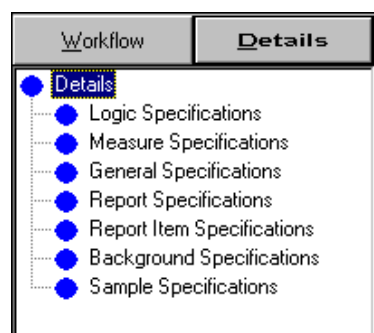 Workflow Details
Details
Logic Specifications
Measure Specifications
General Specifications
Report Specifications
Report Item Specifications
Background Specifications
Sample Specifications